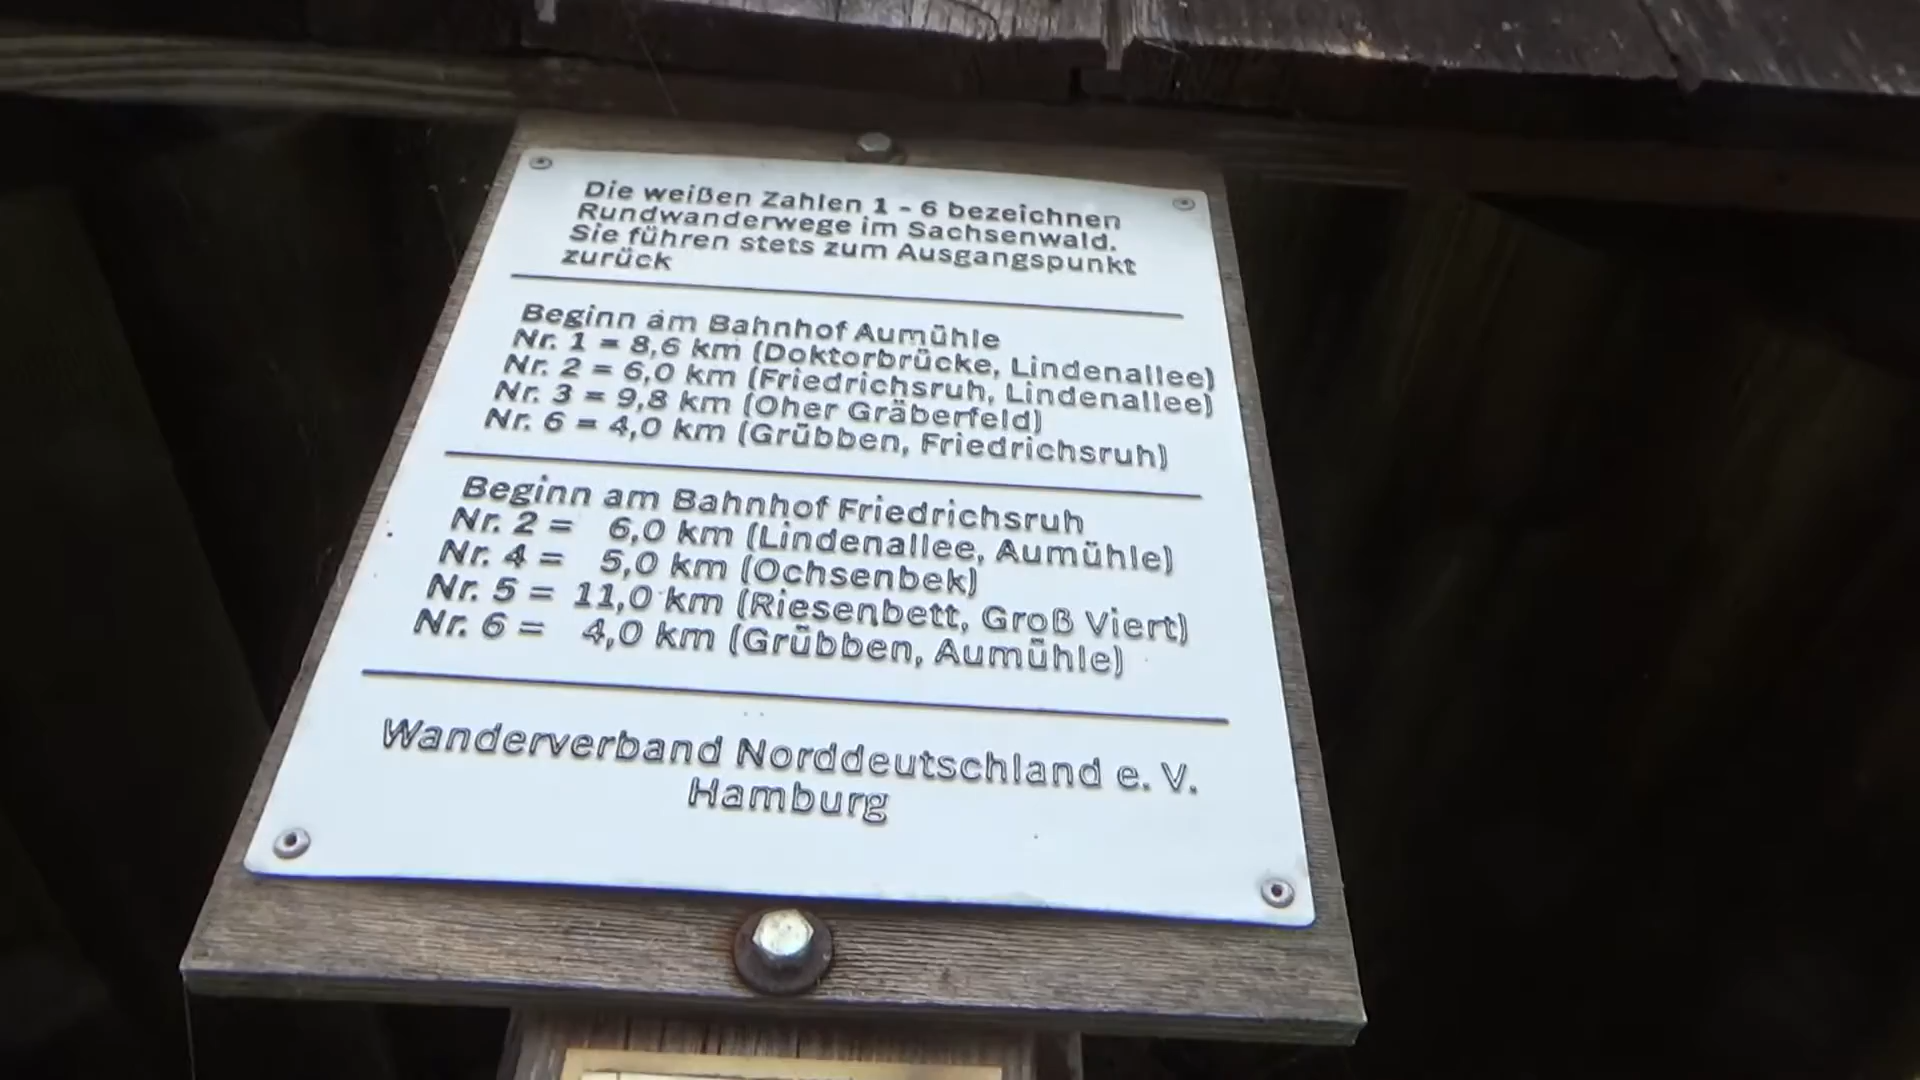 Die weißen Zahlen 1 - 6 bezeichnen
Rundwanderwege im Sachsenwald.
Sie führen stets zum Ausgangspunkt
zurück
Beginn am Bahnhof Aumühle
Nr. 1 = 8,6 km (Doktorbrücke, Lindenallee)
Nr. 2 = 6,0 km (Friedrichsruh, Lindenallee)
Nr. 3 = 9,8 km (Oher Gräberfeld)
Nr. 6 = 4,0 km (Grübben, Friedrichsruh)
Beginn am Bahnhof Friedrichsruh
Nr. 2 = 6,0 km (Lindenallee, Aumühle)
Nr. 4 = 5,0 km (Ochsenbek)
Nr. 5 = 11,0 km (Riesenbett, Groß Viert)
Nr. 6 = 4,0 km (Grübben, Aumühle)
Wanderverband Norddeutschland e. V.
Hamburg